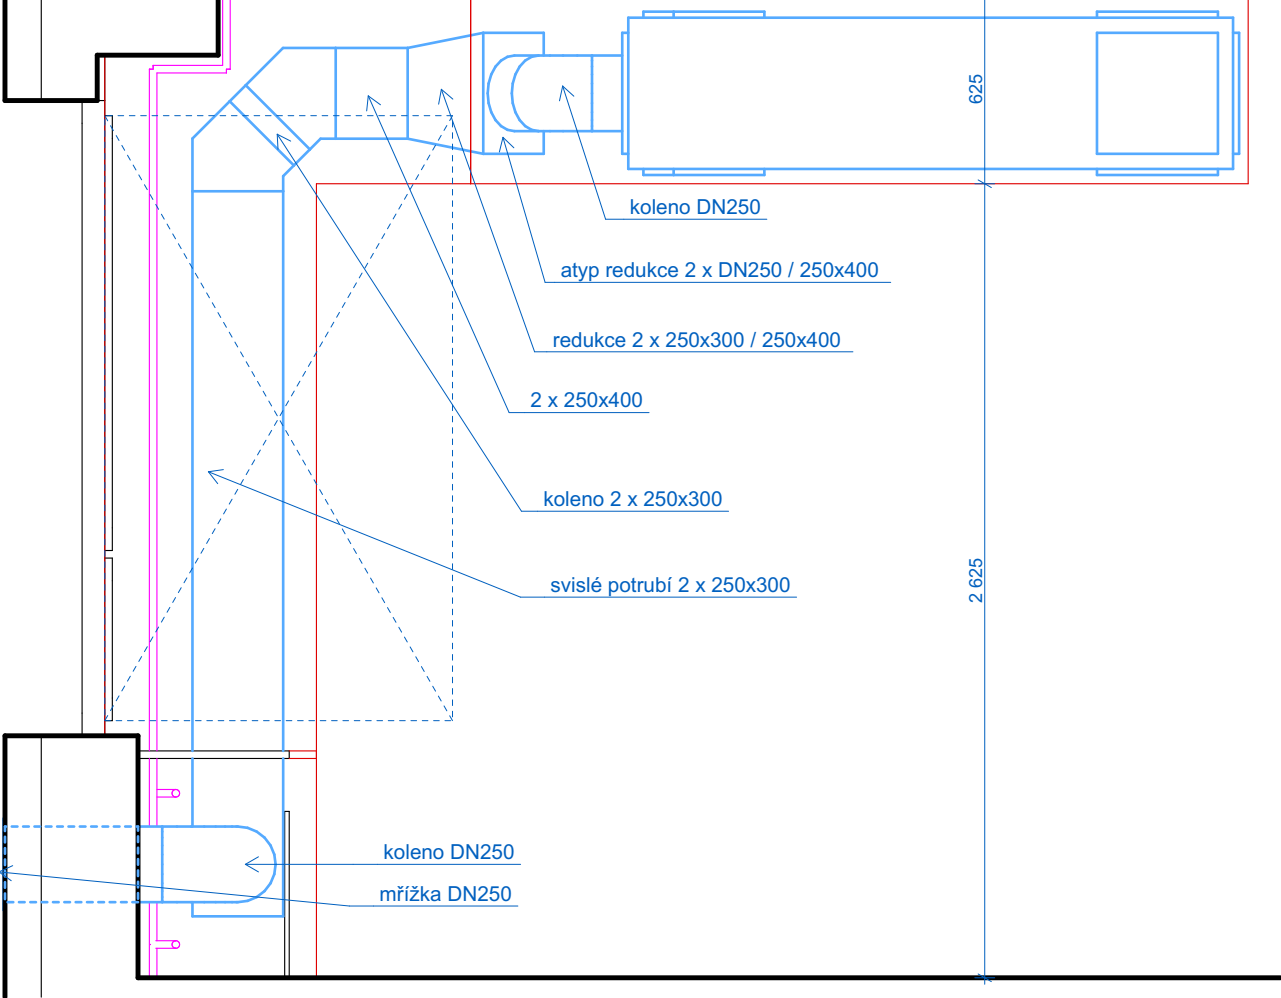 625
koleno DN250
atyp redukce 2 x DN250 / 250x400
redukce 2 x 250x300 / 250x400
2 x 250x400
koleno 2 x 250x300
svislé potrubí 2 x 250x300
2 625
koleno DN250
mřížka DN250